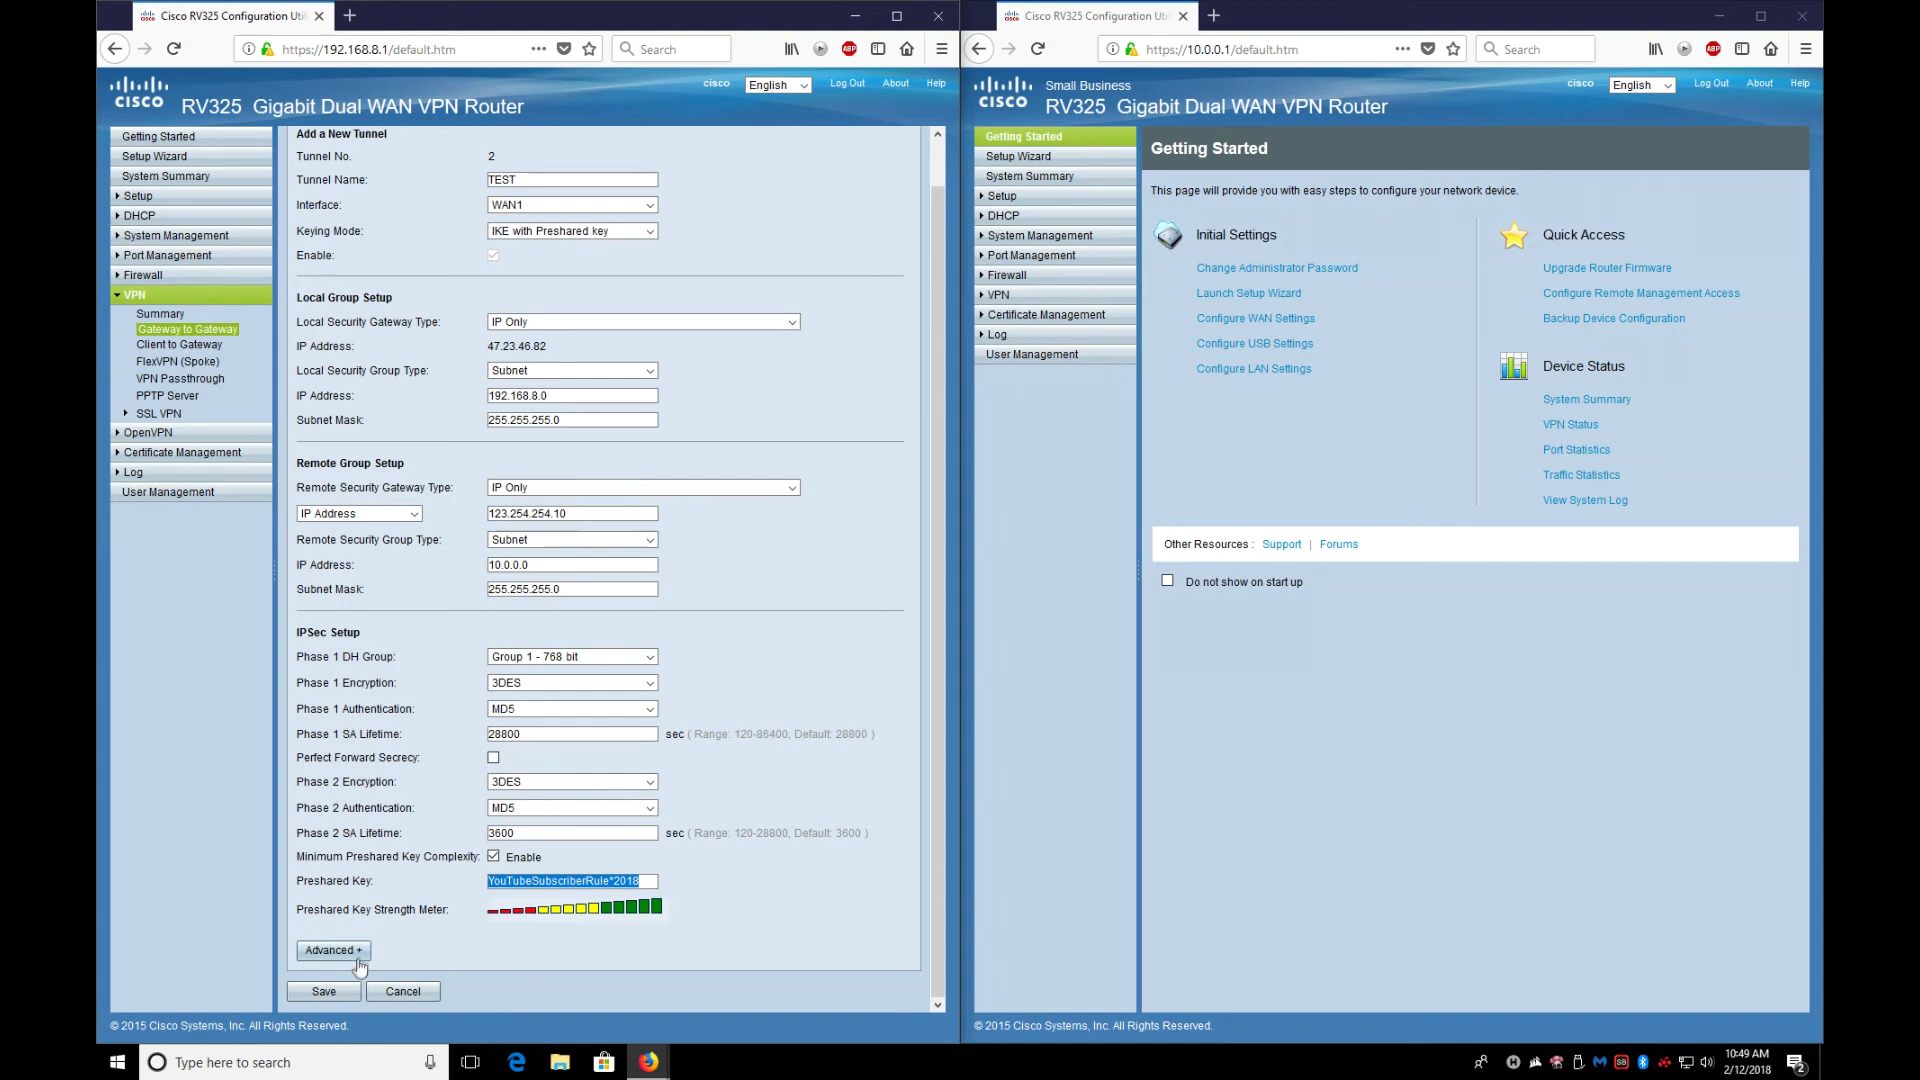 Cisco RV325 Configuration Uti
https://192.168.8.1/default.htm
Search
ABP
cisco
English
Log Out
About
Help
CISCO
RV325 Gigabit Dual WAN VPN Router
Getting Started
Setup Wizard
System Summary
Setup
DHCP
System Management
Port Management
Firewall
VPN
Summary
Gateway to Gateway
Client to Gateway
FlexVPN (Spoke)
VPN Passthrough
PPTP Server
SSL VPN
OpenVPN
Certificate Management
Log
User Management
Add a New Tunnel
Tunnel No. 2
Tunnel Name: TEST
Interface: WAN1
Keying Mode: IKE with Preshared key
Enable:
Local Group Setup
Local Security Gateway Type: IP Only
IP Address: 47.23.46.82
Local Security Group Type: Subnet
IP Address: 192.168.8.0
Subnet Mask: 255.255.255.0
Remote Group Setup
Remote Security Gateway Type: IP Only
IP Address 123.254.254.10
Remote Security Group Type: Subnet
IP Address: 10.0.0.0
Subnet Mask: 255.255.255.0
IPSec Setup
Phase 1 DH Group: Group 1 - 768 bit
Phase 1 Encryption: 3DES
Phase 1 Authentication: MD5
Phase 1 SA Lifetime: 28800 sec ( Range: 120-86400, Default: 28800 )
Perfect Forward Secrecy:
Phase 2 Encryption: 3DES
Phase 2 Authentication: MD5
Phase 2 SA Lifetime: 3600 sec ( Range: 120-28800, Default: 3600 )
Minimum Preshared Key Complexity: Enable
Preshared Key: YouTubeSubscriberRule*2018
Preshared Key Strength Meter:
Advanced +
Save Cancel
© 2015 Cisco Systems, Inc. All Rights Reserved.
Cisco RV325 Configuration Uti
https://10.0.0.1/default.htm
Search
ABP
Small Business
cisco
English
Log Out
About
Help
CISCO
RV325 Gigabit Dual WAN VPN Router
Getting Started
Setup Wizard
System Summary
Setup
DHCP
System Management
Port Management
Firewall
VPN
Certificate Management
Log
User Management
Getting Started
This page will provide you with easy steps to configure your network device.
Initial Settings
Change Administrator Password
Launch Setup Wizard
Configure WAN Settings
Configure USB Settings
Configure LAN Settings
Quick Access
Upgrade Router Firmware
Configure Remote Management Access
Backup Device Configuration
Device Status
System Summary
VPN Status
Port Statistics
Traffic Statistics
View System Log
Other Resources : Support | Forums
Do not show on start up
© 2015 Cisco Systems, Inc. All Rights Reserved.
Type here to search
10:49 AM
2/12/2018
2